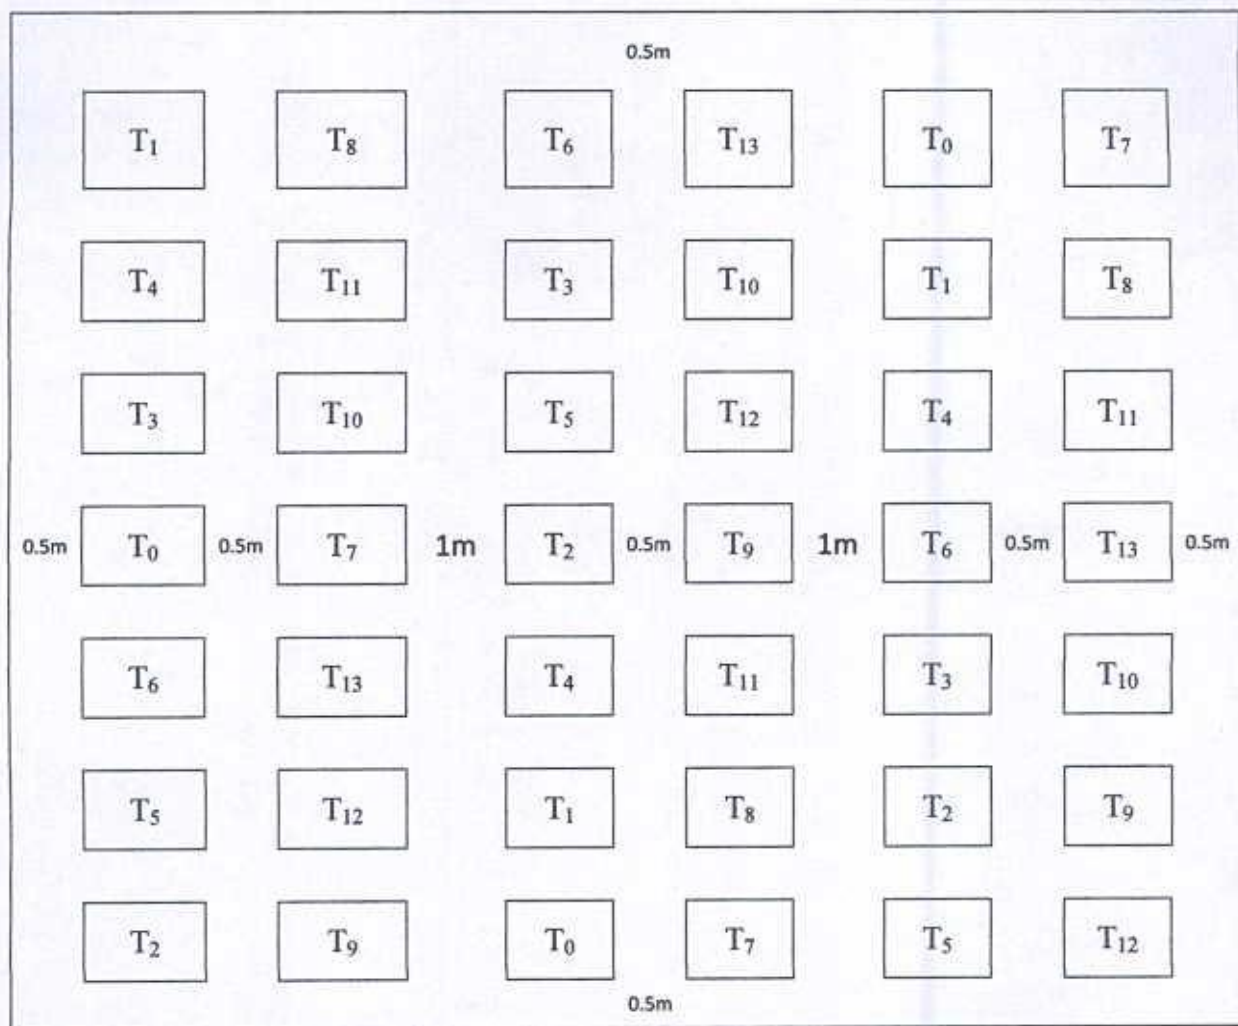 0.5m
T₁ T₈ T₆ T₁₃ T₀ T₇
T₄ T₁₁ T₃ T₁₀ T₁ T₈
T₃ T₁₀ T₅ T₁₂ T₄ T₁₁
0.5m T₀ 0.5m T₇ 1m T₂ 0.5m T₉ 1m T₆ 0.5m T₁₃ 0.5m
T₆ T₁₃ T₄ T₁₁ T₃ T₁₀
T₅ T₁₂ T₁ T₈ T₂ T₉
T₂ T₉ T₀ T₇ T₅ T₁₂
0.5m